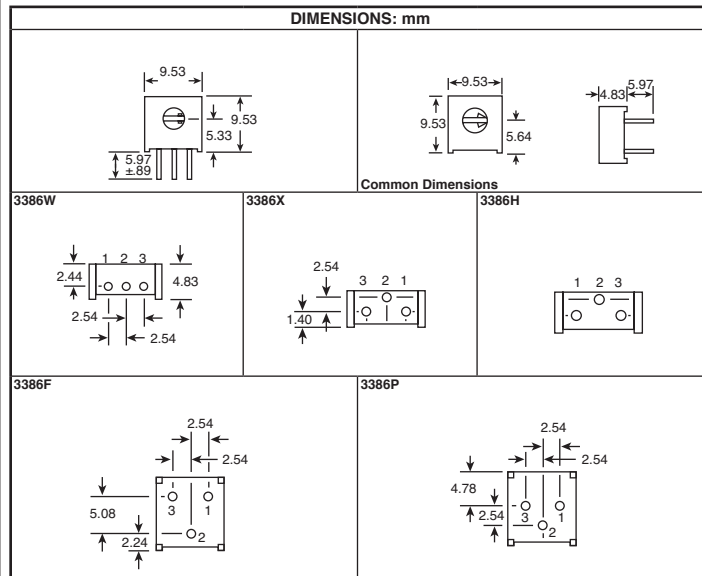 DIMENSIONS: mm
9.53
9.53
5.33
5.97
±.89
9.53
9.53
5.64
4.83
5.97
Common Dimensions
3386W
1 2 3
2.44
4.83
2.54
2.54
3386X
2.54
3 2 1
1.40
3386H
1 2 3
3386F
2.54
2.54
3 1
5.08
2
2.24
3386P
2.54
2.54
4.78
3 1
2.54
2